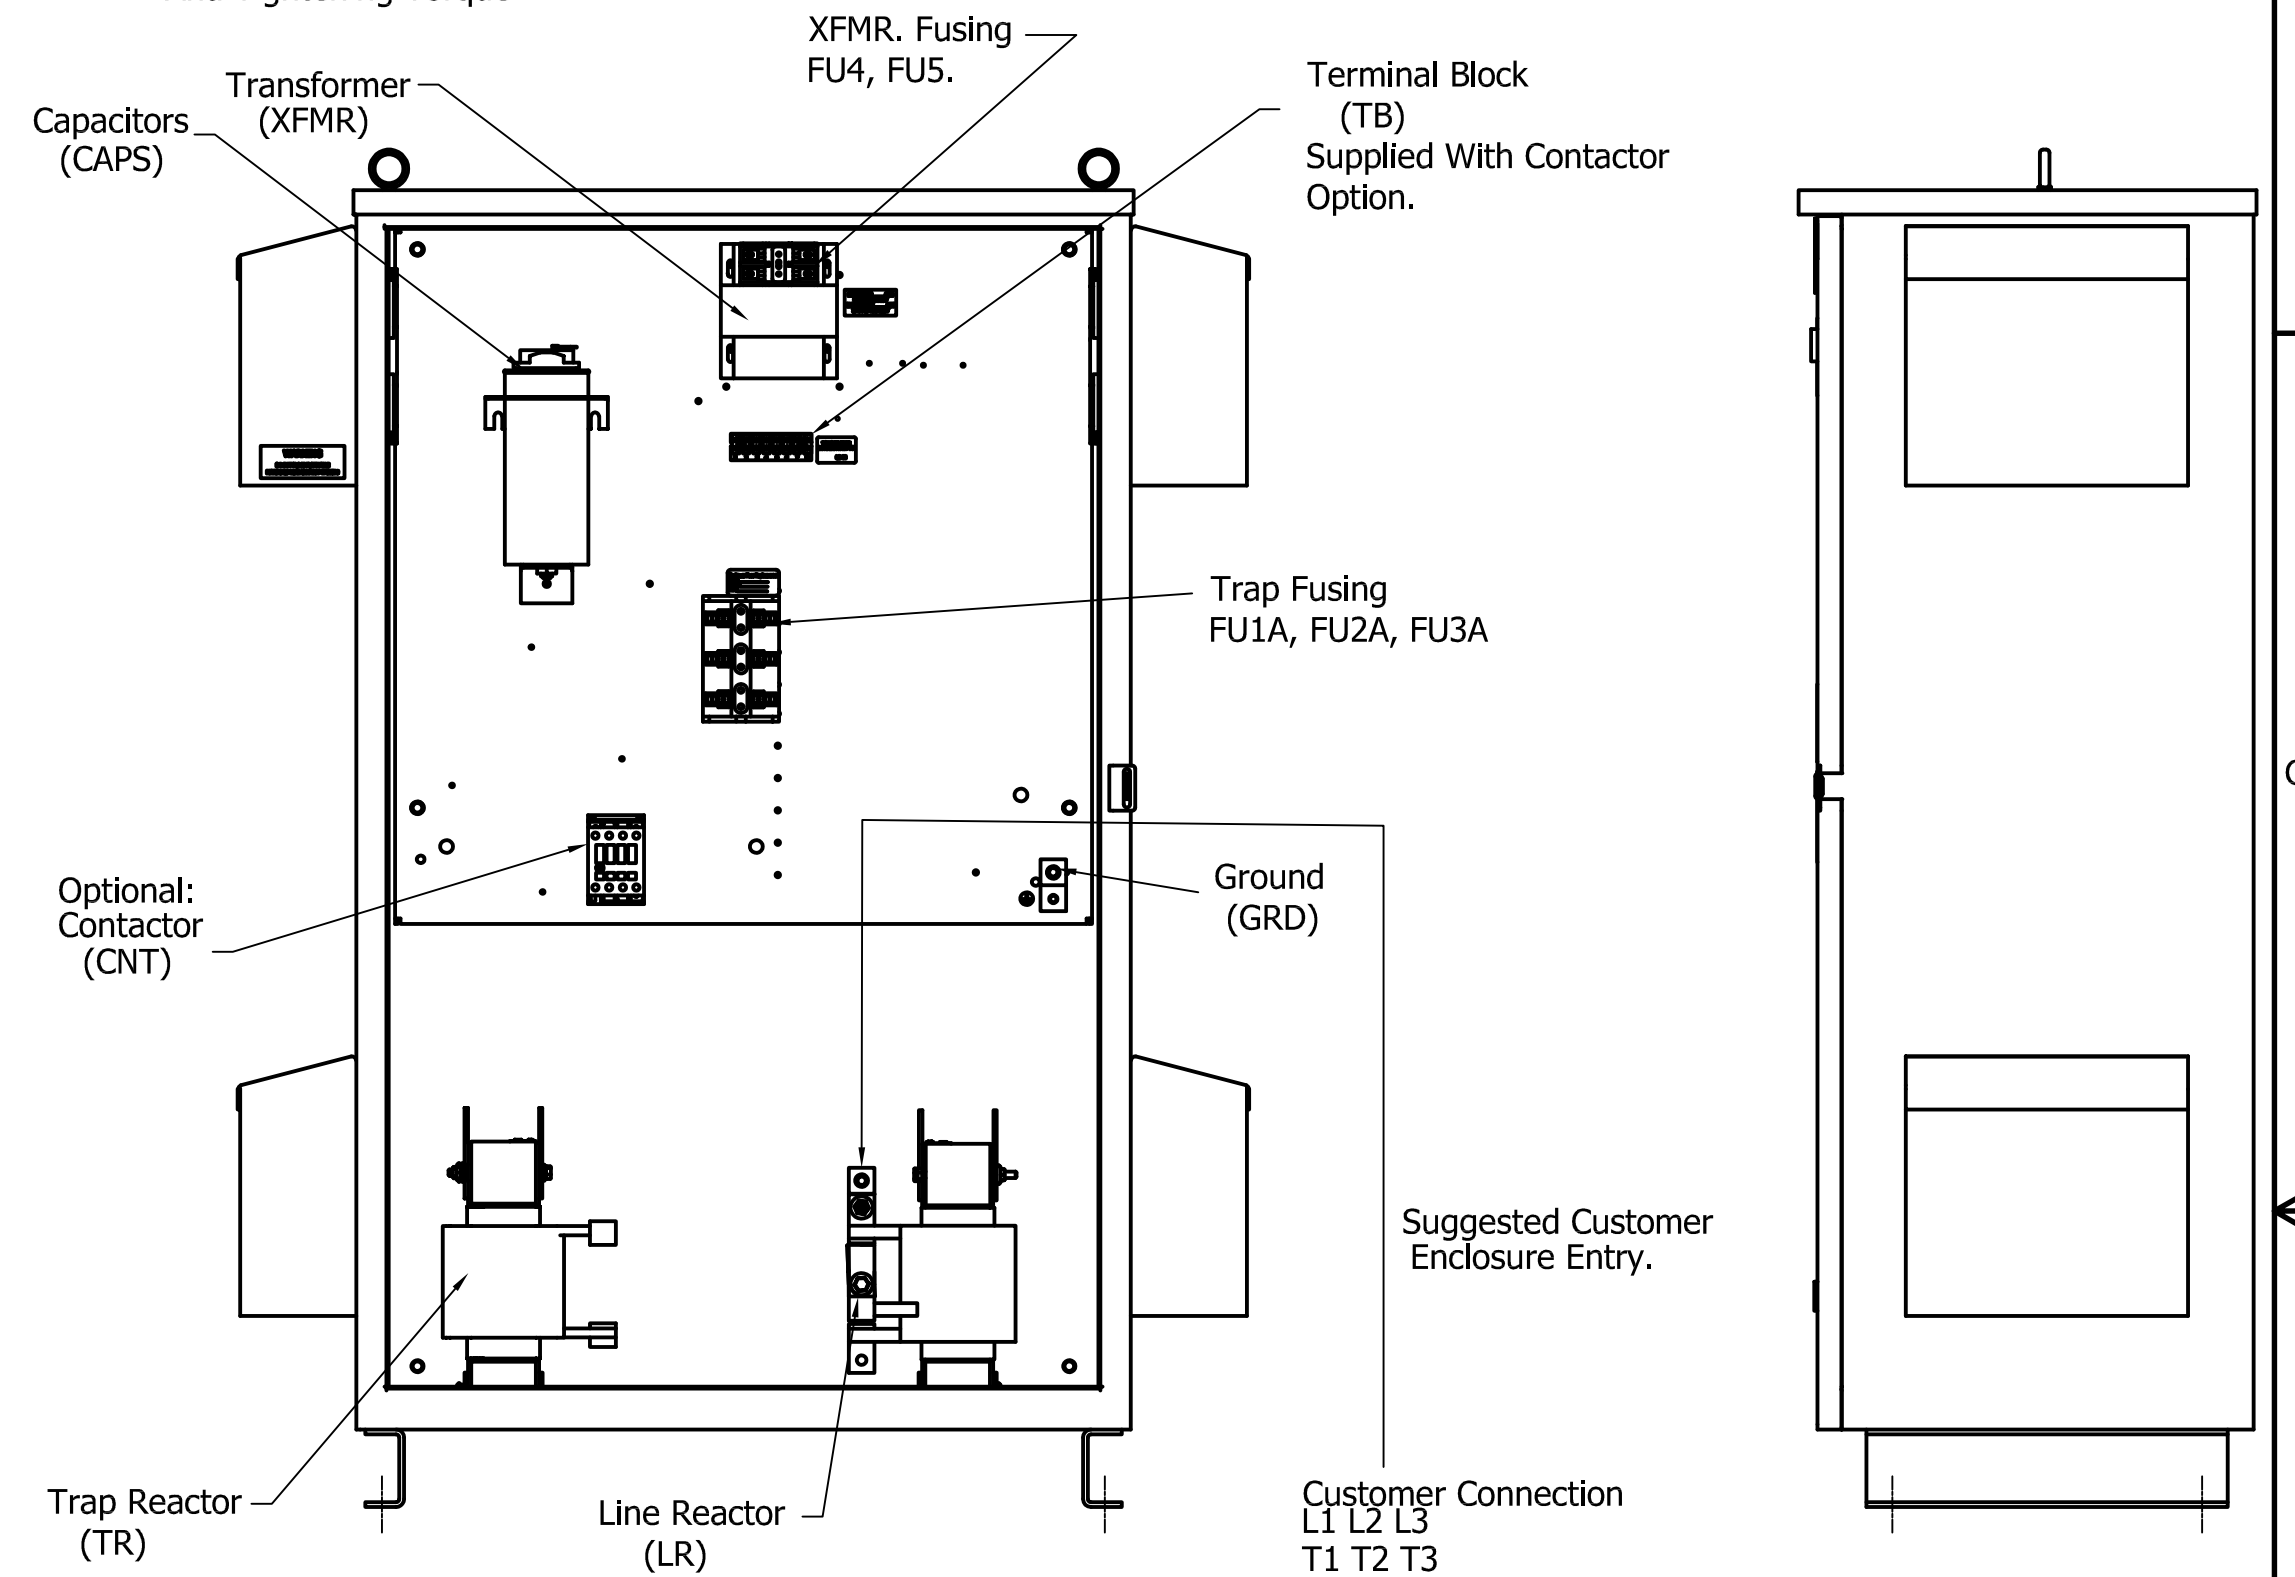 XFMR. Fusing
FU4, FU5.
Transformer
(XFMR)
Capacitors
(CAPS)
Terminal Block
(TB)
Supplied With Contactor
Option.
WARNING
Trap Fusing
FU1A, FU2A, FU3A
Optional:
Contactor
(CNT)
Ground
(GRD)
Suggested Customer
Enclosure Entry.
Trap Reactor
(TR)
Line Reactor
(LR)
Customer Connection
L1 L2 L3
T1 T2 T3